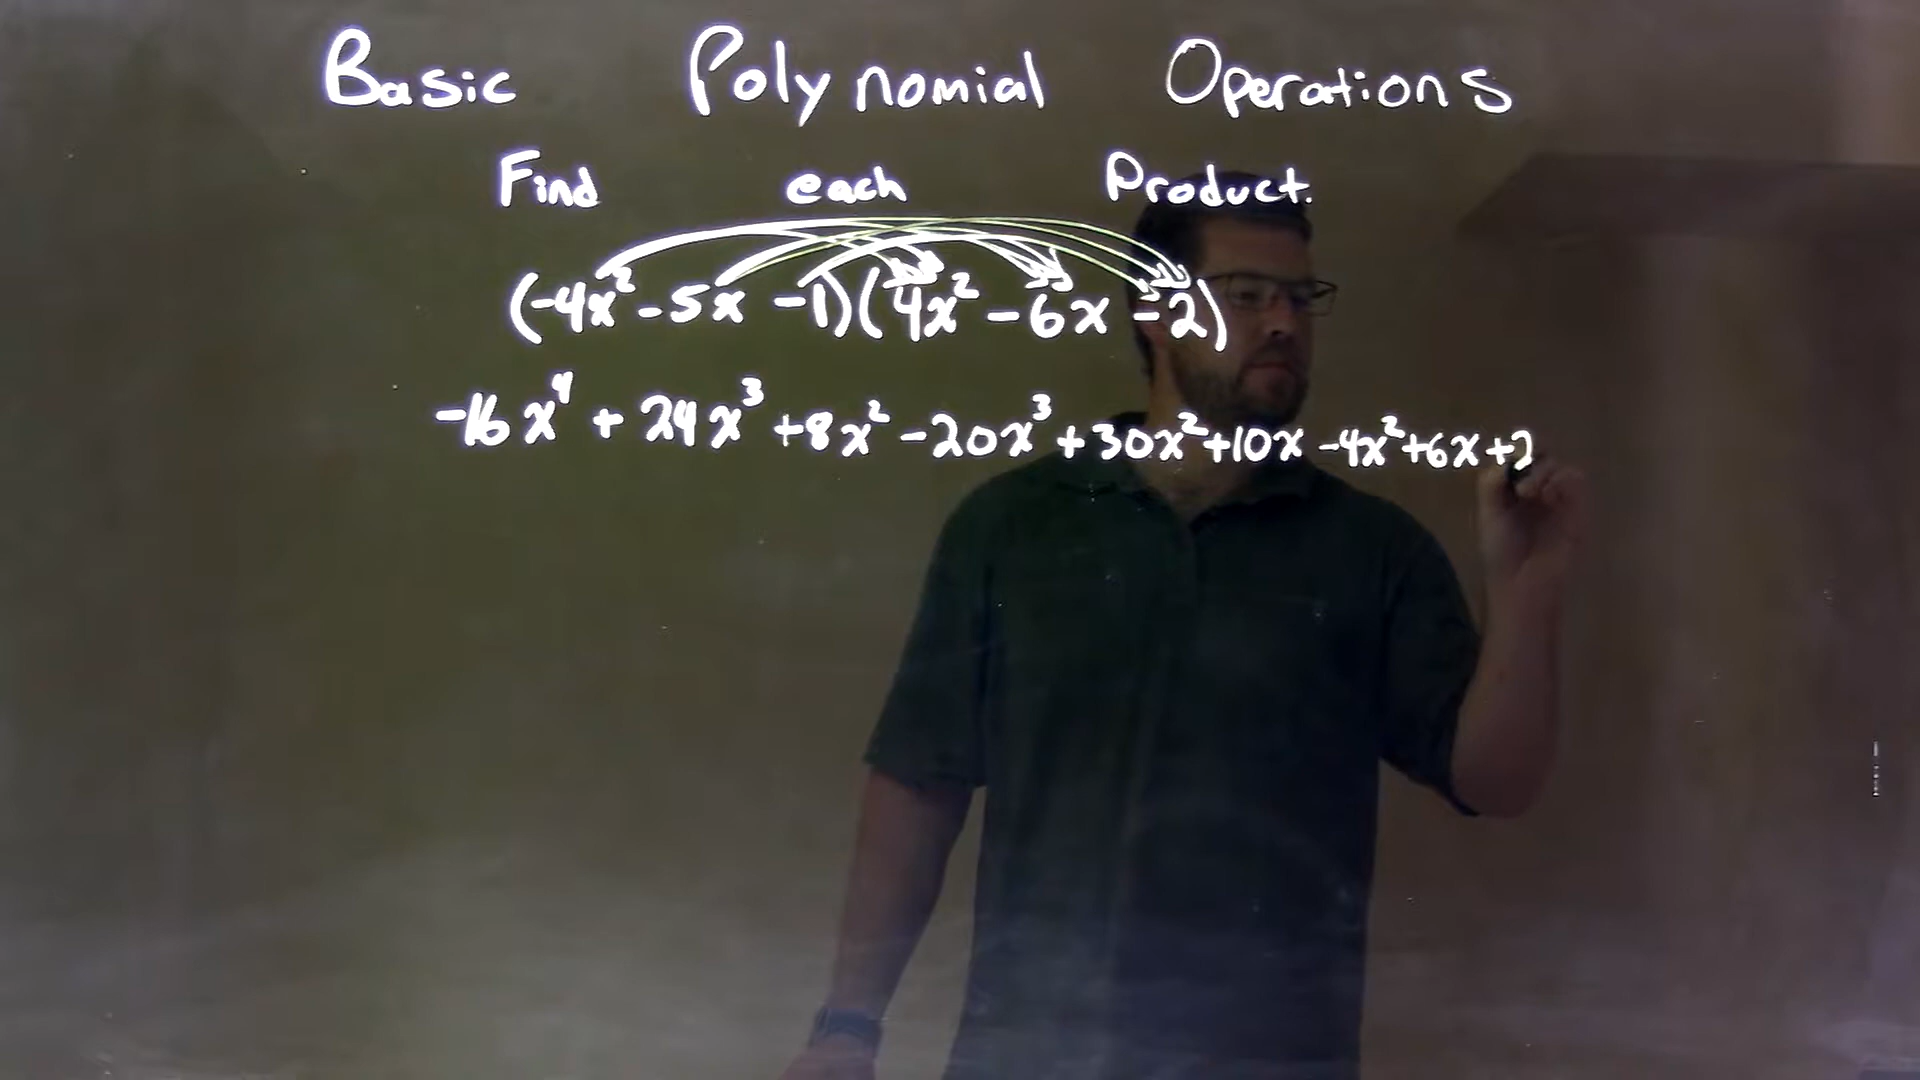 Basic Polynomial Operations
Find each Product.
(-4x²-5x-1)(4x²-6x-2)
-16x⁴+24x³+8x²-20x³+30x²+10x-4x²+6x+2